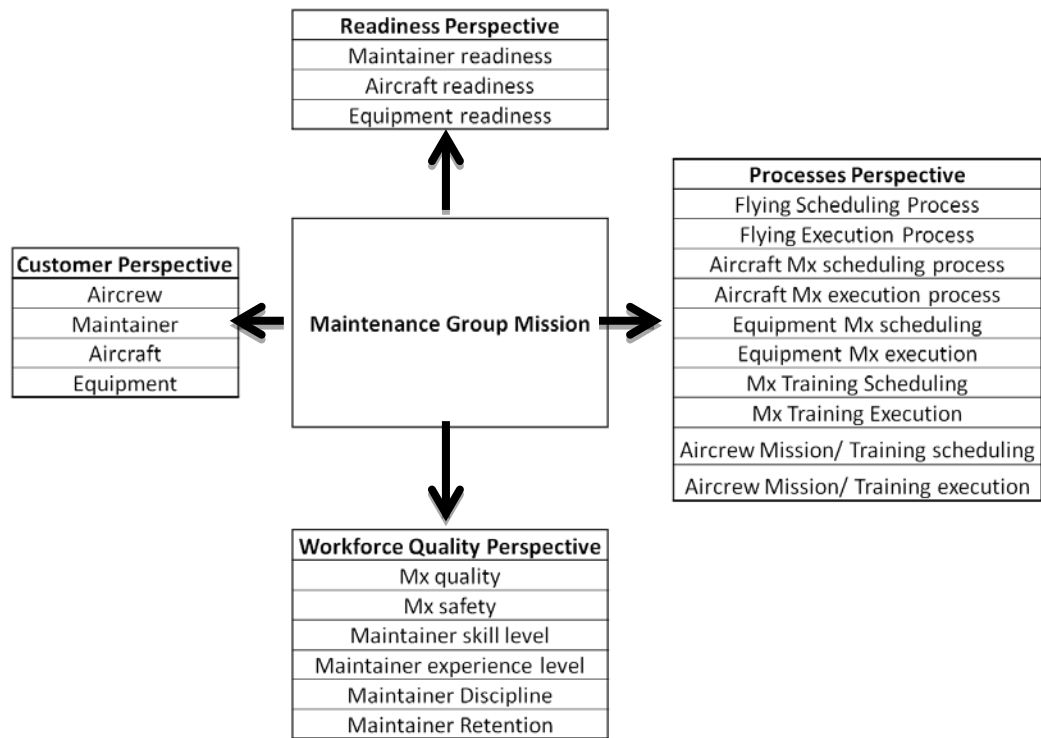 Readiness Perspective
Maintainer readiness
Aircraft readiness
Equipment readiness
Processes Perspective
Flying Scheduling Process
Flying Execution Process
Aircraft Mx scheduling process
Aircraft Mx execution process
Equipment Mx scheduling
Equipment Mx execution
Mx Training Scheduling
Mx Training Execution
Aircrew Mission/ Training scheduling
Aircrew Mission/ Training execution
Customer Perspective
Aircrew
Maintainer
Aircraft
Equipment
Maintenance Group Mission
Workforce Quality Perspective
Mx quality
Mx safety
Maintainer skill level
Maintainer experience level
Maintainer Discipline
Maintainer Retention